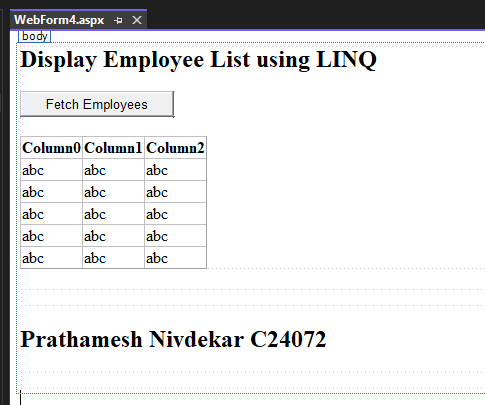 WebForm4.aspx
body
Display Employee List using LINQ
Fetch Employees
Column0 Column1 Column2
abc abc abc
abc abc abc
abc abc abc
abc abc abc
abc abc abc
Prathamesh Nivdekar C24072